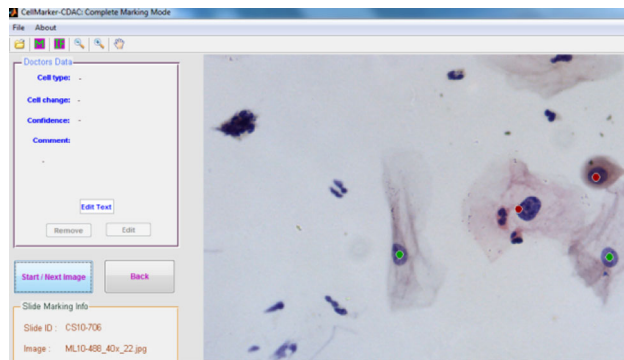 CellMarker-CDAC: Complete Marking Mode
File About
Doctors Data
Cell type: -
Cell change: -
Confidence: -
Comment:
-
Edit Text
Remove Edit
Start / Next Image Back
Slide Marking Info
Slide ID : CS10-706
Image : ML10-488_40x_22.jpg